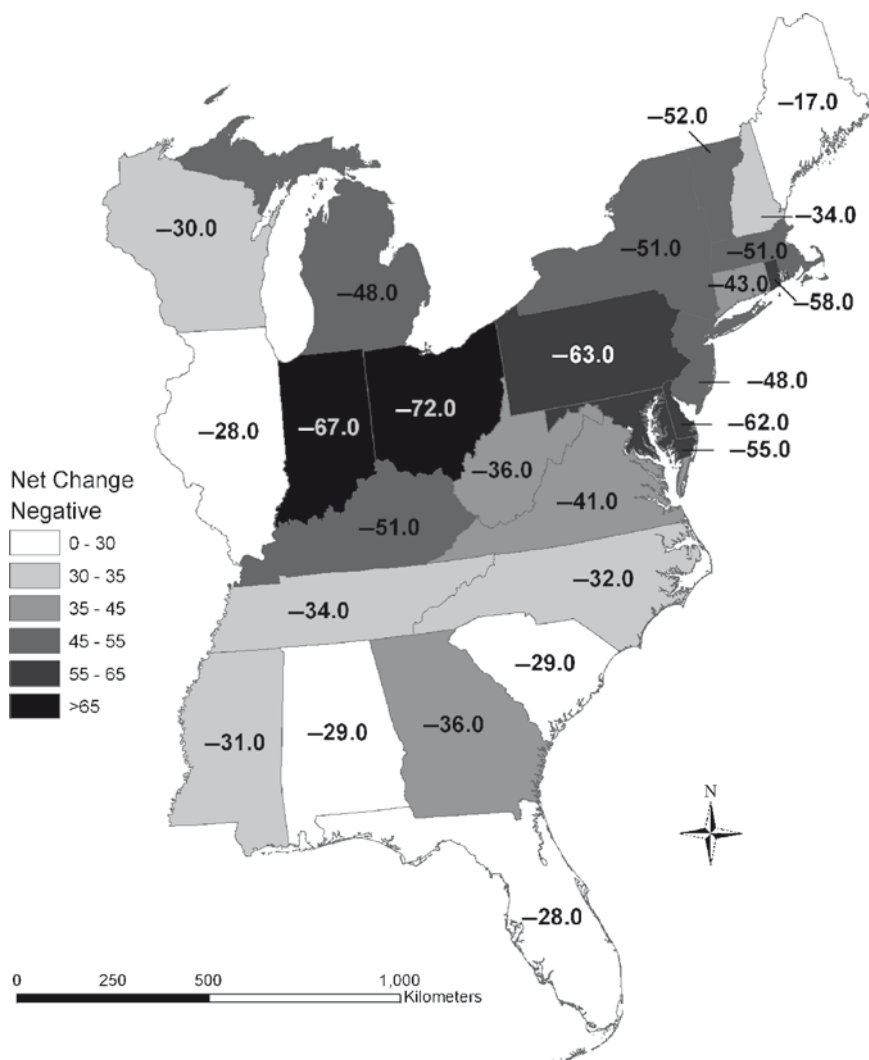 –17.0
–52.0
–34.0
–30.0
–51.0
–51.0
–48.0
–43.0
–58.0
–63.0
–48.0
–72.0
–28.0
–67.0
–62.0
–55.0
–36.0
–41.0
Net Change
Negative
0 - 30
30 - 35
35 - 45
45 - 55
55 - 65
>65
–51.0
–32.0
–34.0
–29.0
–31.0
–29.0
–36.0
N
–28.0
0 250 500 1,000
Kilometers